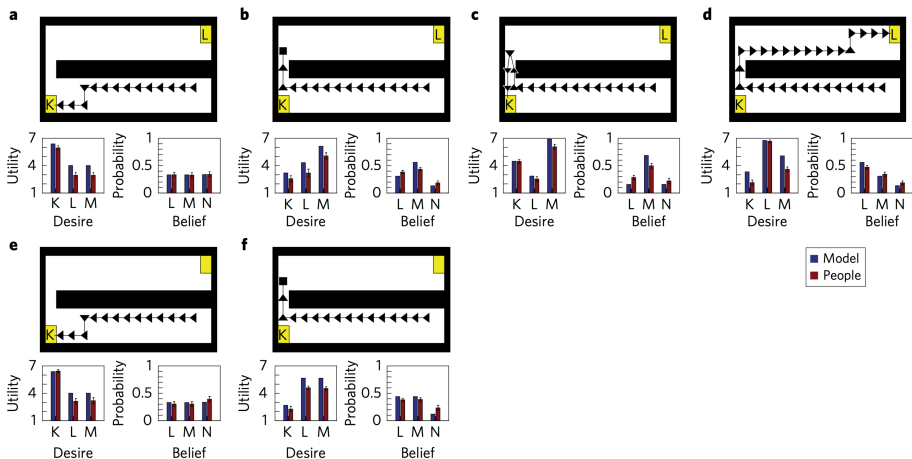 a
L
K
7
4
1
Utility
K L M
Desire
1
0.5
0
Probability
L M N
Belief
b
L
K
7
4
1
Utility
K L M
Desire
1
0.5
0
Probability
L M N
Belief
c
L
K
7
4
1
Utility
K L M
Desire
1
0.5
0
Probability
L M N
Belief
d
L
K
7
4
1
Utility
K L M
Desire
1
0.5
0
Probability
L M N
Belief
e
K
7
4
1
Utility
K L M
Desire
1
0.5
0
Probability
L M N
Belief
f
K
7
4
1
Utility
K L M
Desire
1
0.5
0
Probability
L M N
Belief
Model
People